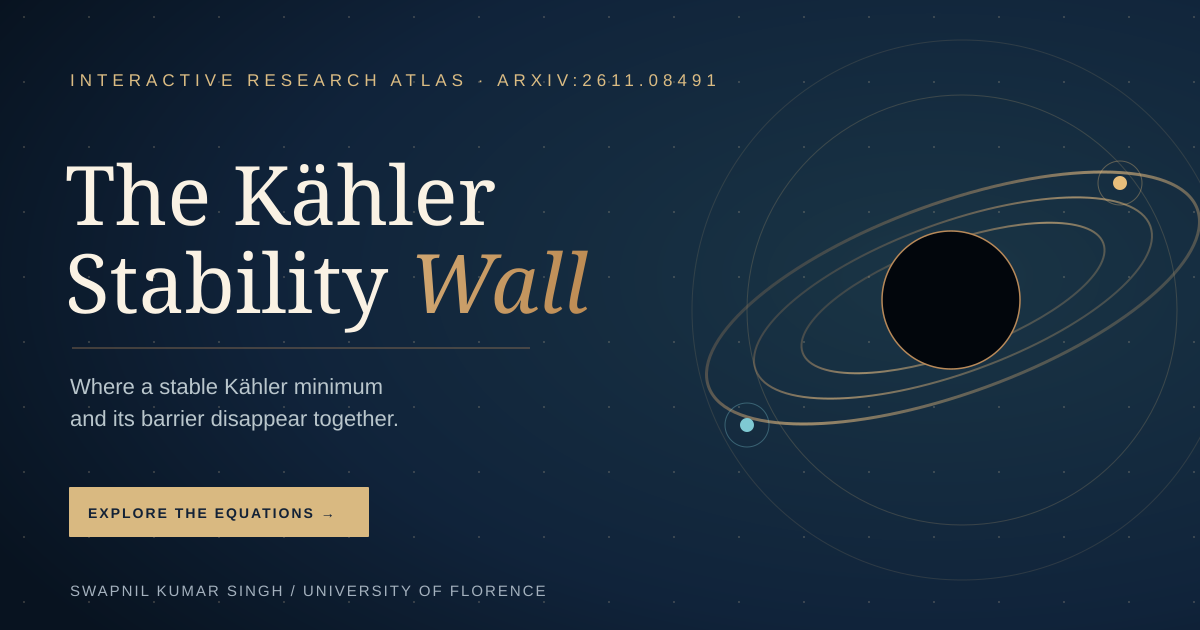 INTERACTIVE RESEARCH ATLAS · ARXIV:2611.08491
The Kähler
Stability Wall
Where a stable Kähler minimum
and its barrier disappear together.
EXPLORE THE EQUATIONS →
SWAPNIL KUMAR SINGH / UNIVERSITY OF FLORENCE